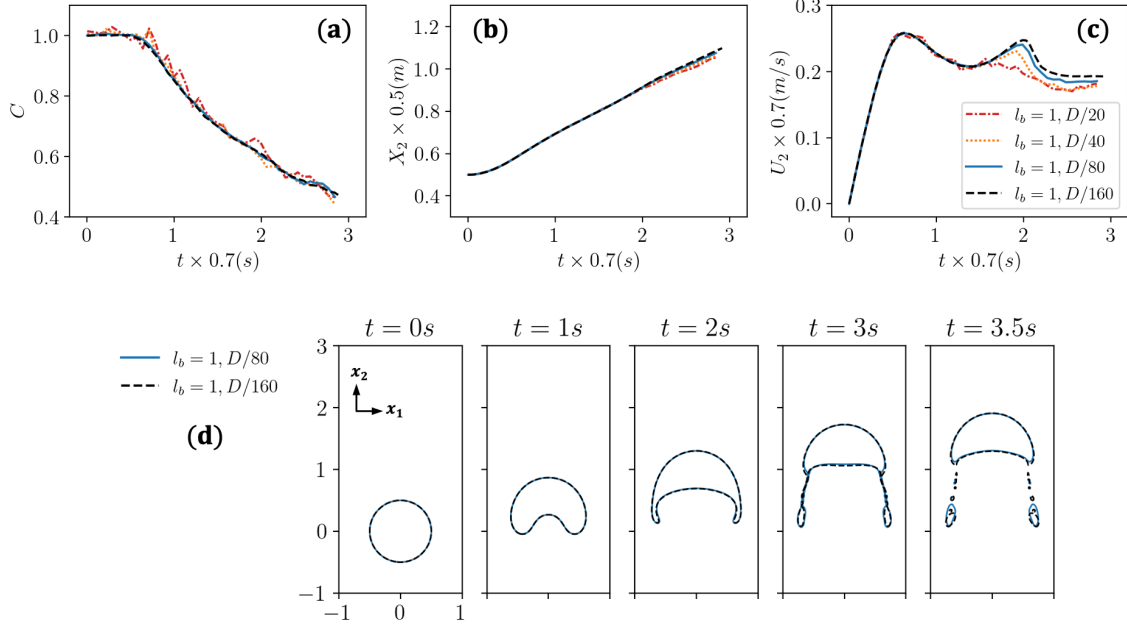 (a)
1.0
0.8
0.6
0.4
C
0 1 2 3
t × 0.7(s)
(b)
1.2
1.0
0.8
0.6
0.4
X₂ × 0.5(m)
0 1 2 3
t × 0.7(s)
(c)
0.2
0.1
0.0
U₂ × 0.7(m/s)
l_b = 1, D/20
l_b = 1, D/40
l_b = 1, D/80
l_b = 1, D/160
0 1 2 3
t × 0.7(s)
l_b = 1, D/80
l_b = 1, D/160
(d)
t = 0s
t = 1s
t = 2s
t = 3s
t = 3.5s
3
2
1
0
−1
x₂
x₁
−1 0 1